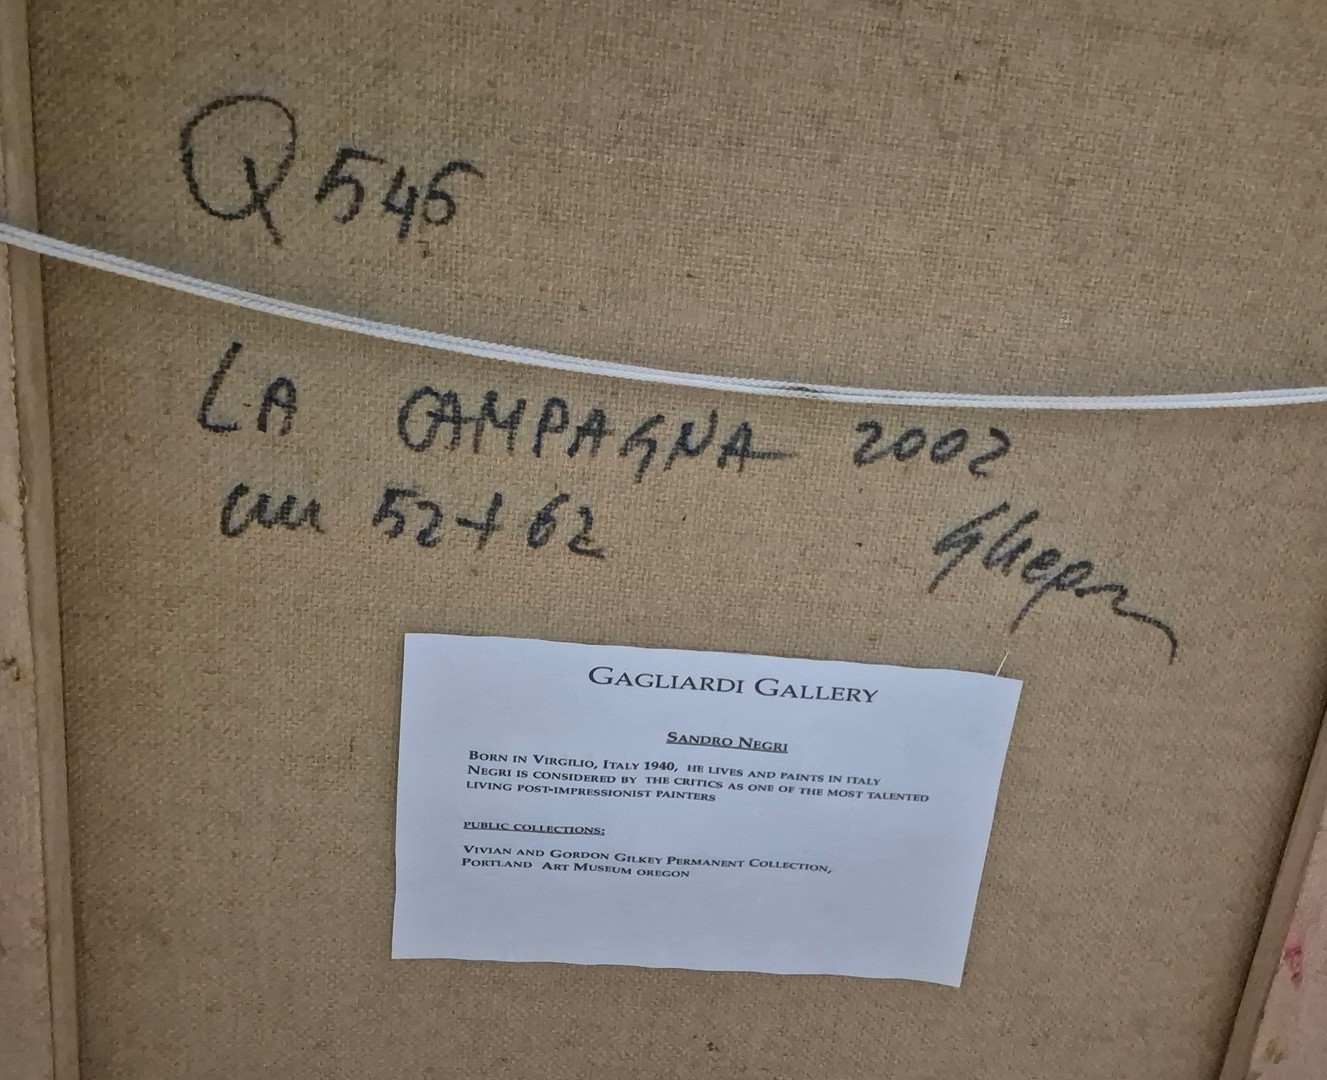 Q 546
LA CAMPAGNA 2002
cm 52+62
GAGLIARDI GALLERY
SANDRO NEGRI
BORN IN VIRGILIO, ITALY 1940, HE LIVES AND PAINTS IN ITALY
NEGRI IS CONSIDERED BY THE CRITICS AS ONE OF THE MOST TALENTED
LIVING POST-IMPRESSIONIST PAINTERS
PUBLIC COLLECTIONS:
VIVIAN AND GORDON GILKEY PERMANENT COLLECTION,
PORTLAND ART MUSEUM OREGON